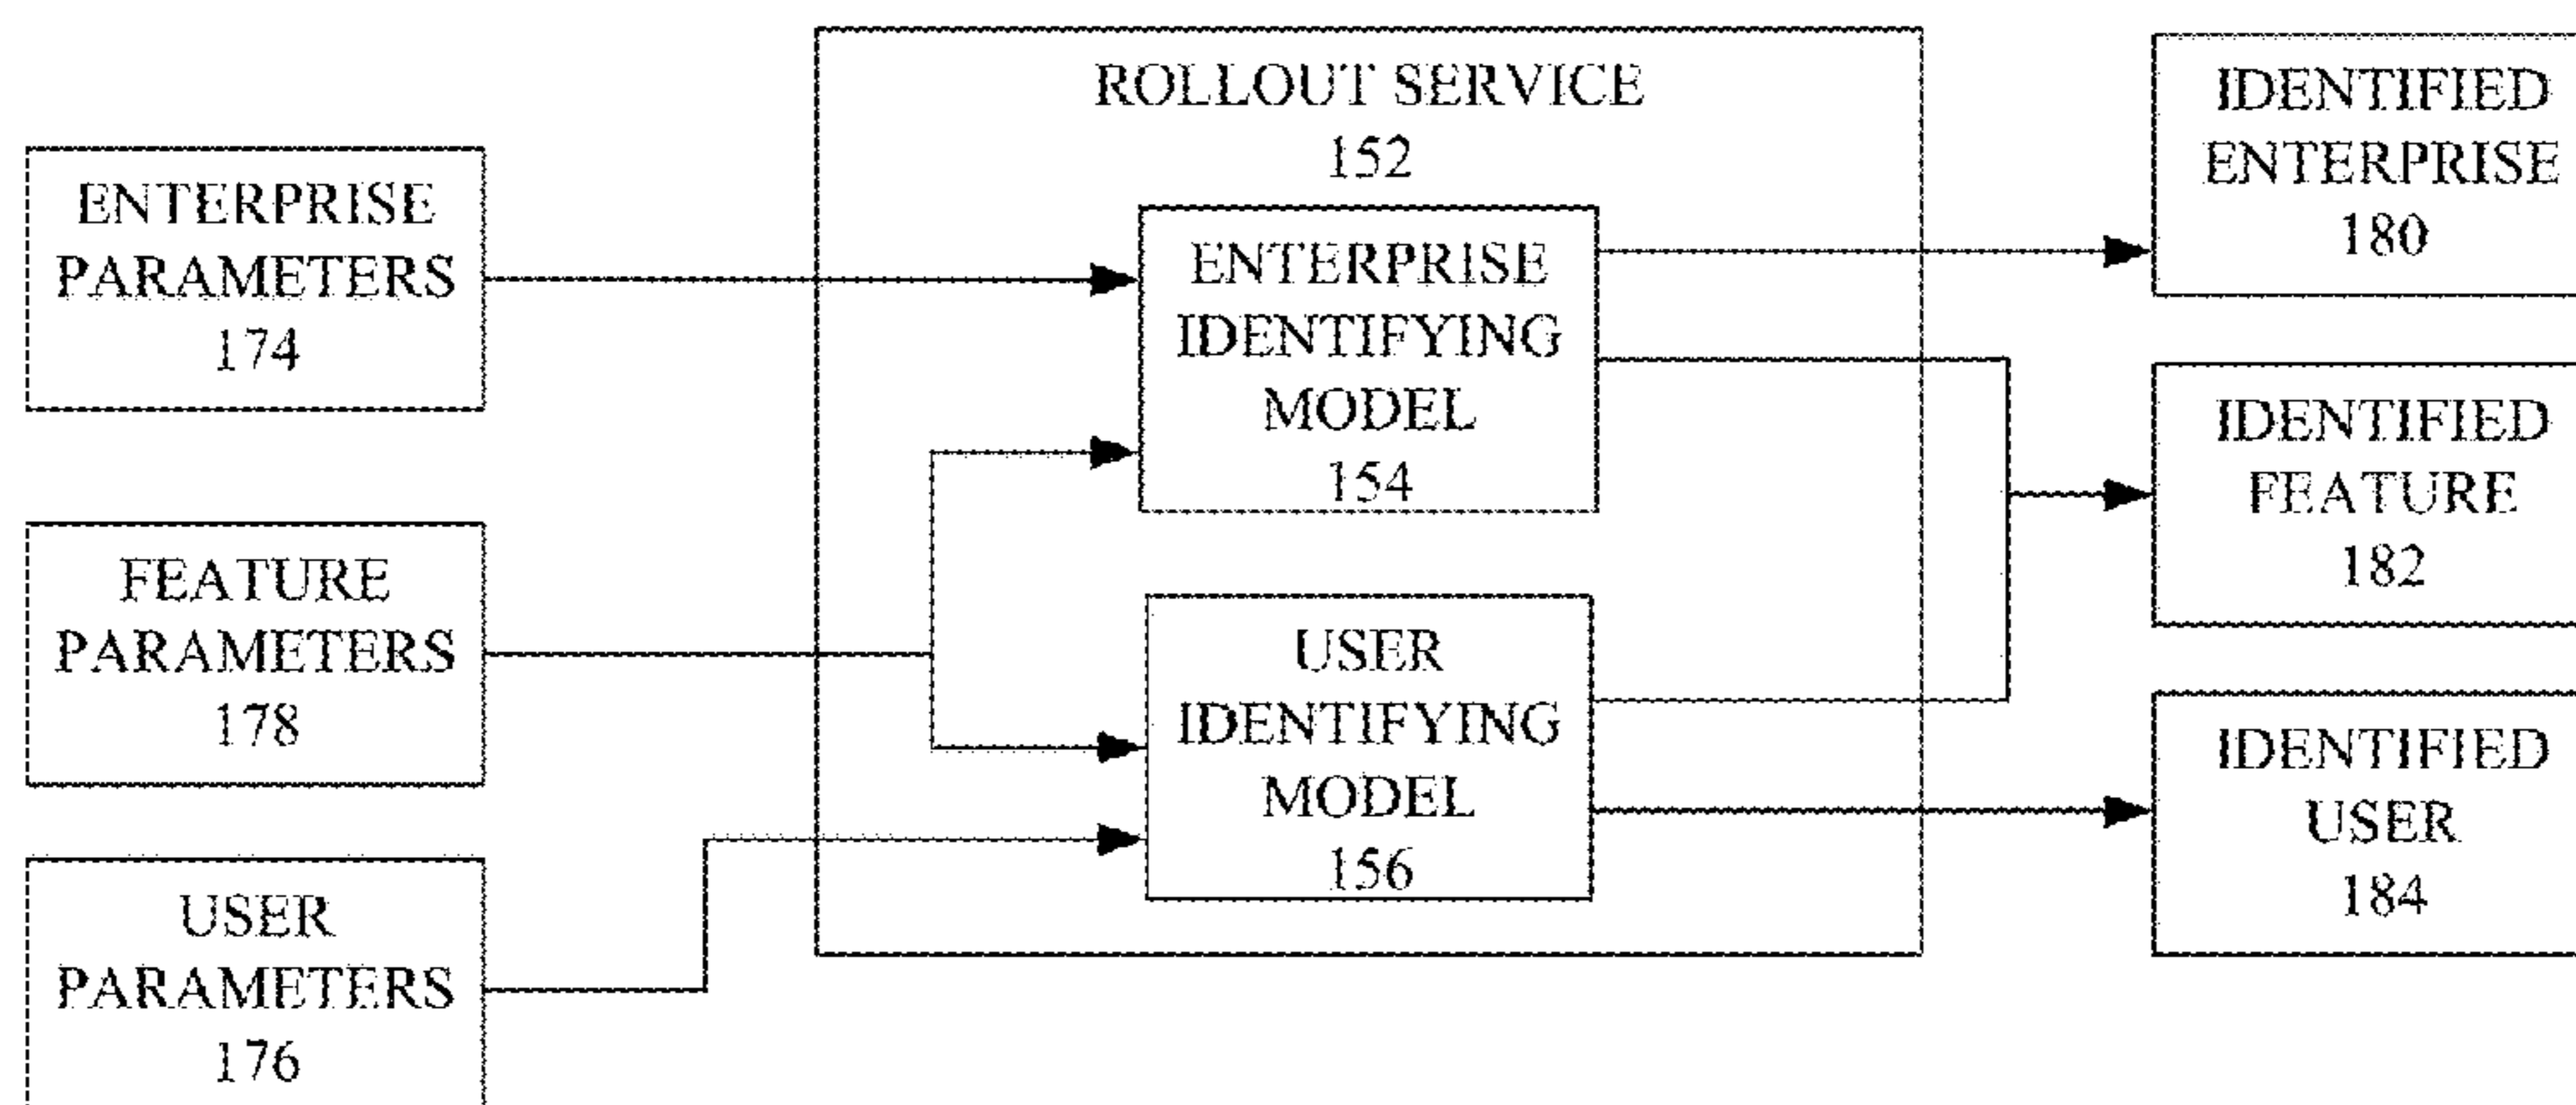 ENTERPRISE
PARAMETERS
174
FEATURE
PARAMETERS
178
USER
PARAMETERS
176
ROLLOUT SERVICE
152
ENTERPRISE
IDENTIFYING
MODEL
154
USER
IDENTIFYING
MODEL
156
IDENTIFIED
ENTERPRISE
180
IDENTIFIED
FEATURE
182
IDENTIFIED
USER
184